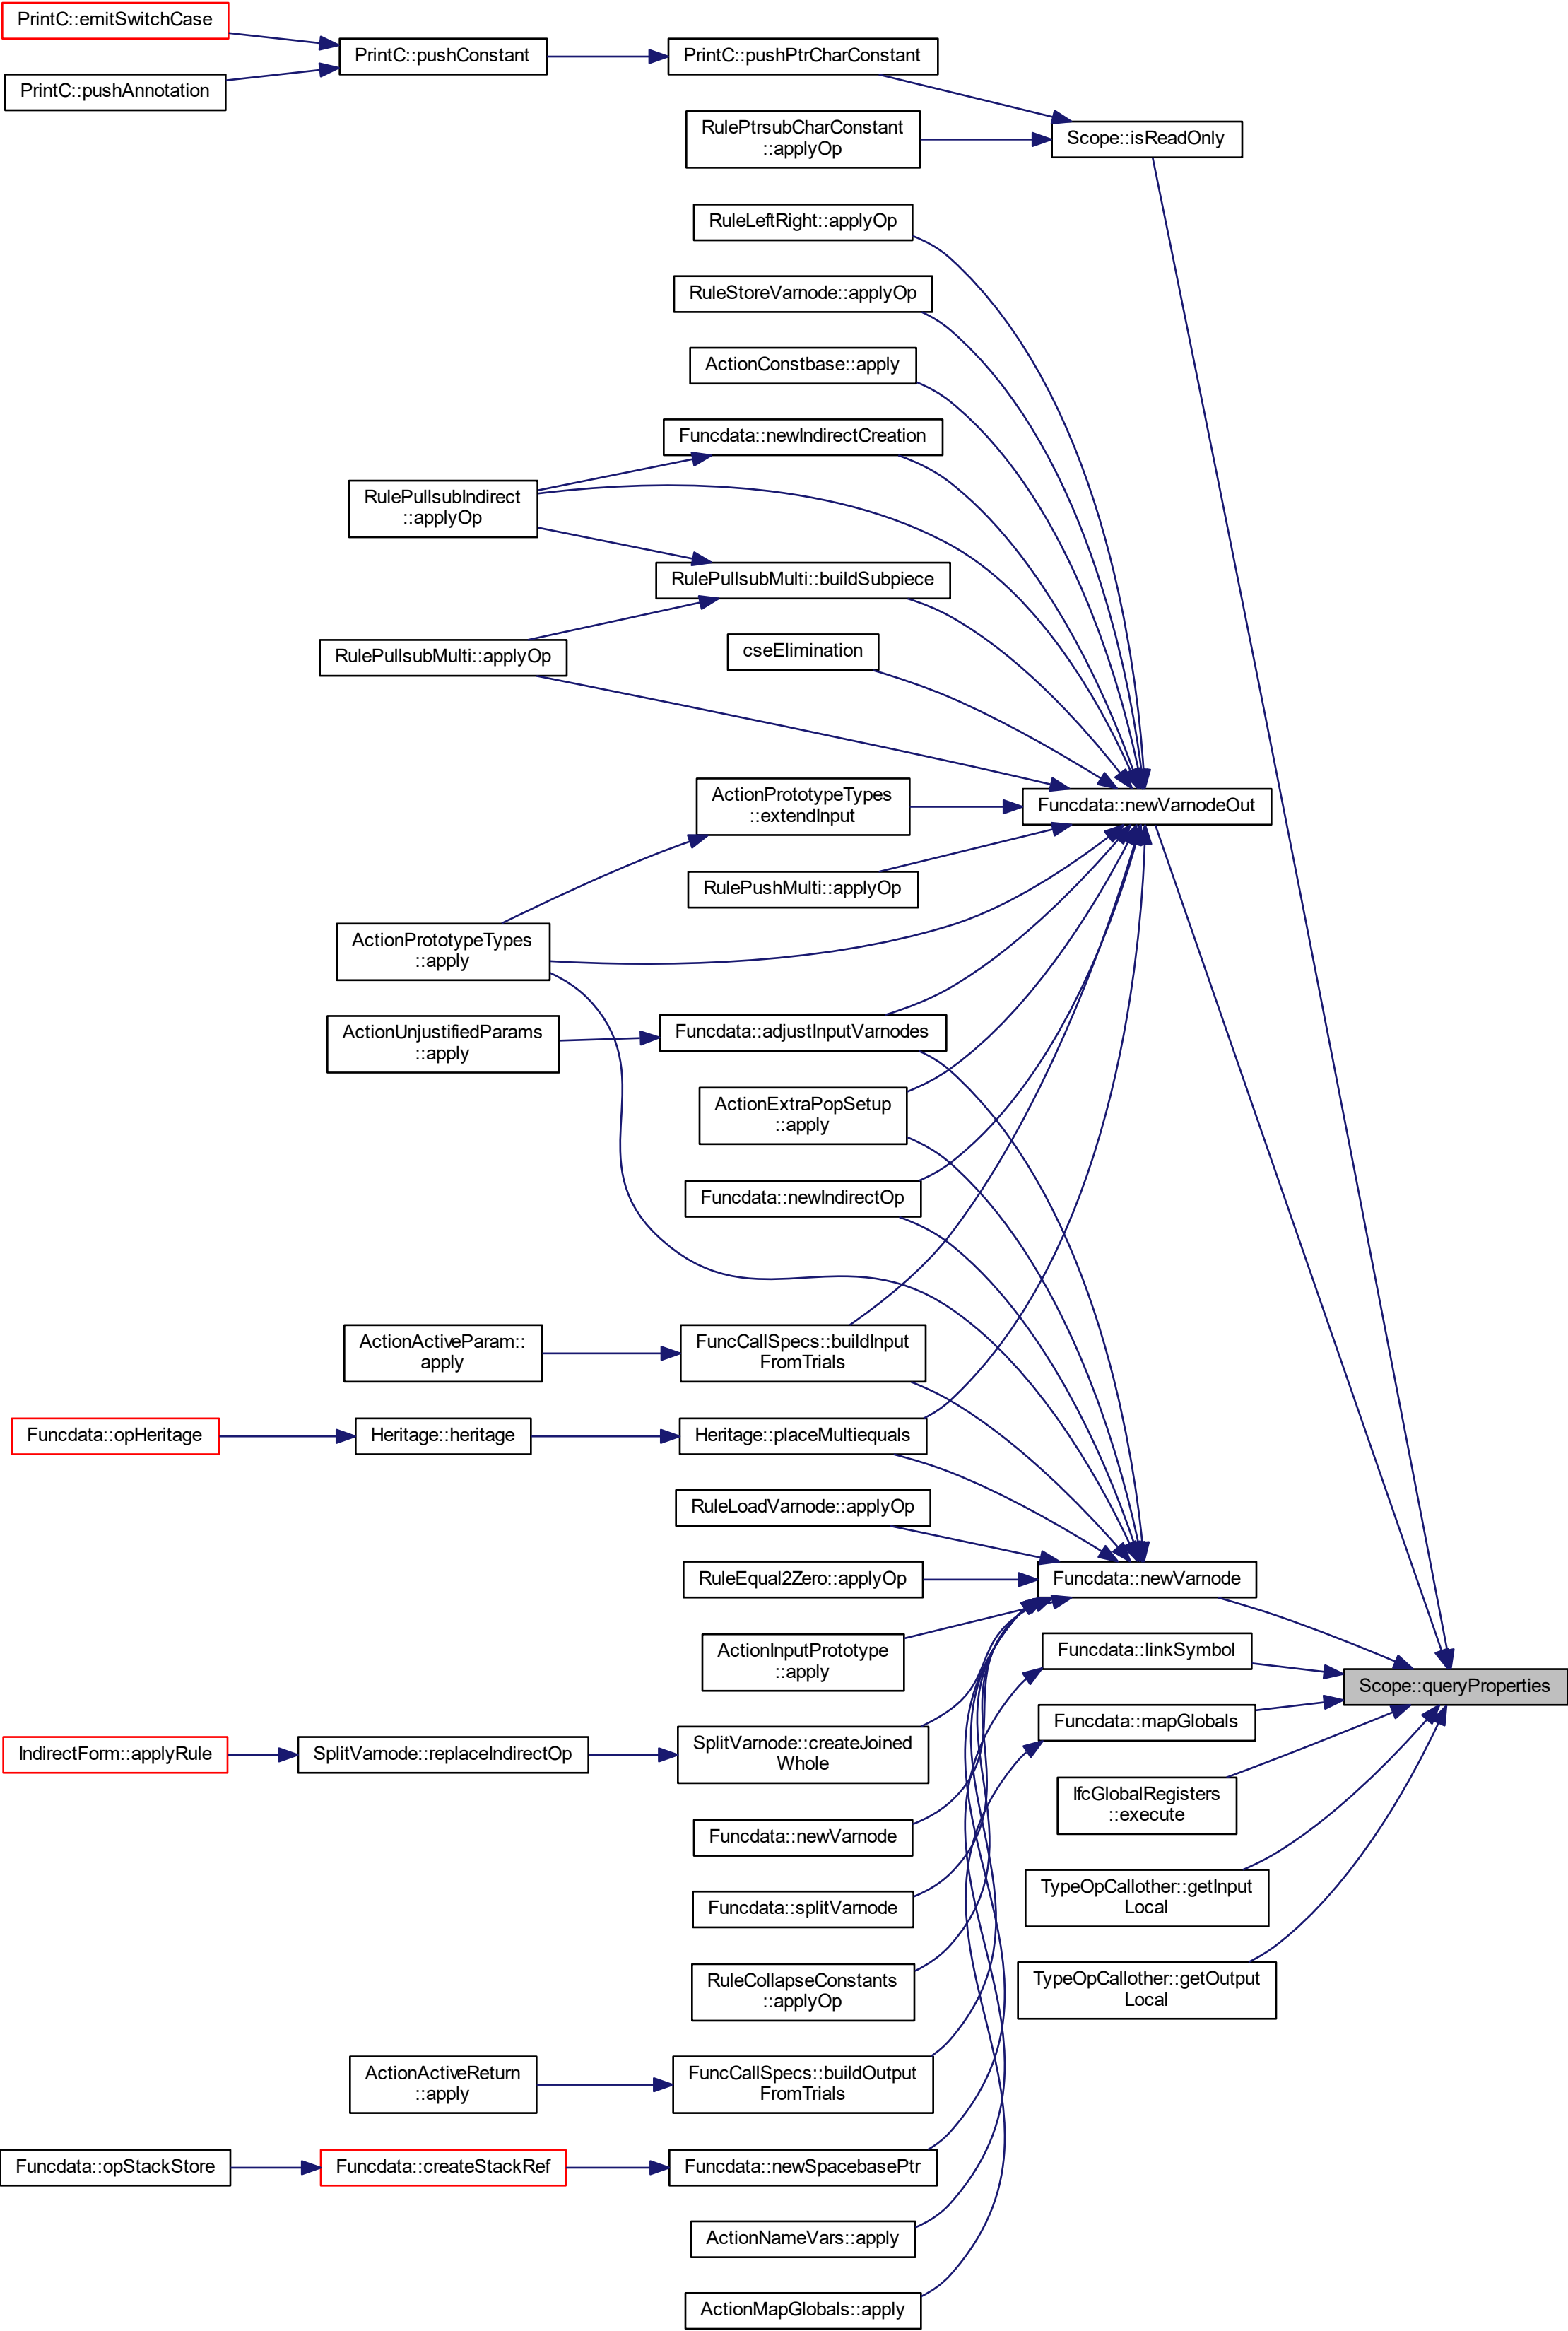 PrintC::emitSwitchCase
PrintC::pushConstant
PrintC::pushPtrCharConstant
PrintC::pushAnnotation
RulePtrsubCharConstant
::applyOp
Scope::isReadOnly
RuleLeftRight::applyOp
RuleStoreVarnode::applyOp
ActionConstbase::apply
Funcdata::newIndirectCreation
RulePullsubIndirect
::applyOp
RulePullsubMulti::buildSubpiece
RulePullsubMulti::applyOp
cseElimination
ActionPrototypeTypes
::extendInput
Funcdata::newVarnodeOut
RulePushMulti::applyOp
ActionPrototypeTypes
::apply
ActionUnjustifiedParams
::apply
Funcdata::adjustInputVarnodes
ActionExtraPopSetup
::apply
Funcdata::newIndirectOp
ActionActiveParam::
apply
FuncCallSpecs::buildInput
FromTrials
Funcdata::opHeritage
Heritage::heritage
Heritage::placeMultiequals
RuleLoadVarnode::applyOp
RuleEqual2Zero::applyOp
Funcdata::newVarnode
ActionInputPrototype
::apply
Funcdata::linkSymbol
Scope::queryProperties
Funcdata::mapGlobals
IndirectForm::applyRule
SplitVarnode::replaceIndirectOp
SplitVarnode::createJoined
Whole
IfcGlobalRegisters
::execute
Funcdata::newVarnode
TypeOpCallother::getInput
Local
Funcdata::splitVarnode
RuleCollapseConstants
::applyOp
TypeOpCallother::getOutput
Local
ActionActiveReturn
::apply
FuncCallSpecs::buildOutput
FromTrials
Funcdata::opStackStore
Funcdata::createStackRef
Funcdata::newSpacebasePtr
ActionNameVars::apply
ActionMapGlobals::apply